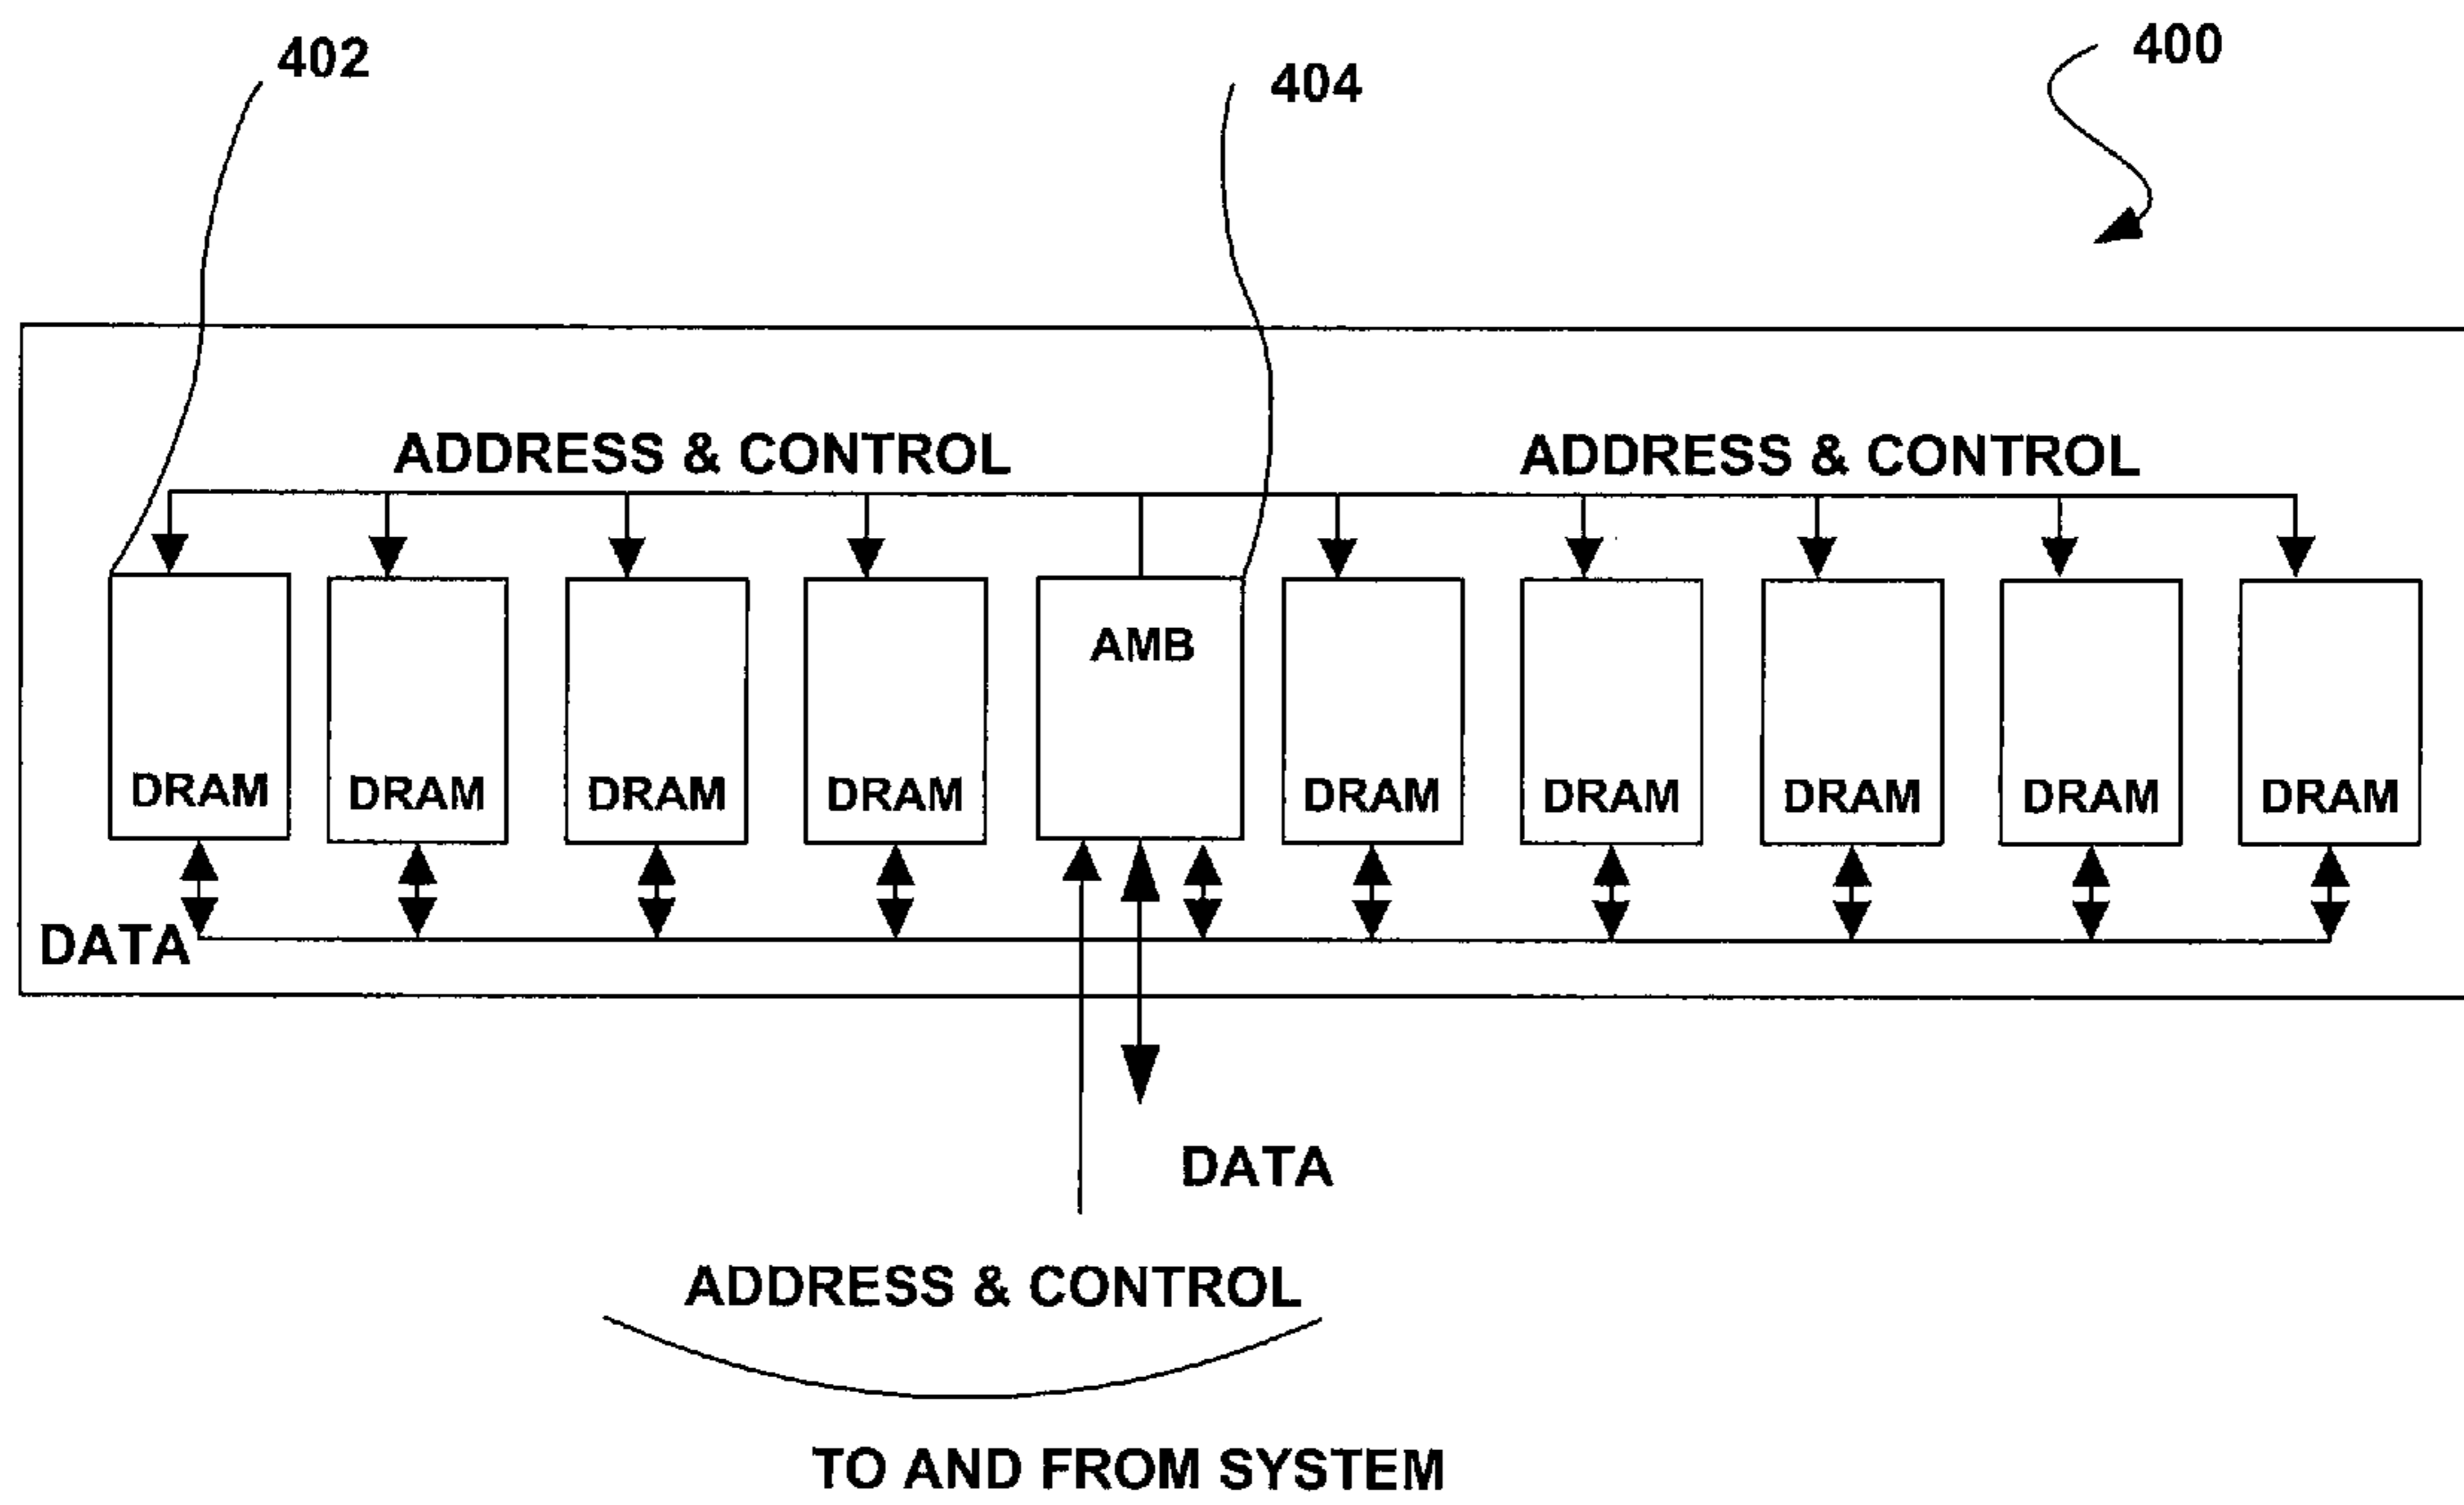 402
404
400
ADDRESS & CONTROL
ADDRESS & CONTROL
AMB
DRAM
DRAM
DRAM
DRAM
DRAM
DRAM
DRAM
DRAM
DRAM
DATA
DATA
ADDRESS & CONTROL
TO AND FROM SYSTEM